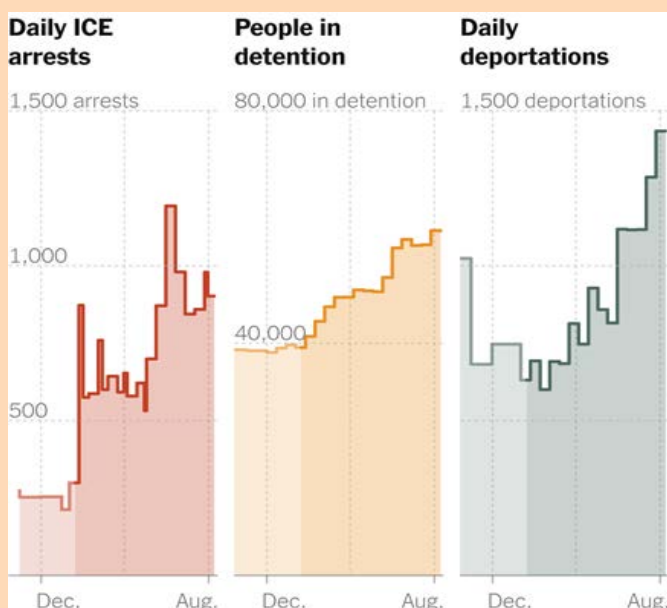 Daily ICE
arrests
1,500 arrests
1,000
500
Dec.
Aug.
People in
detention
80,000 in detention
40,000
Dec.
Aug.
Daily
deportations
1,500 deportations
Dec.
Aug.